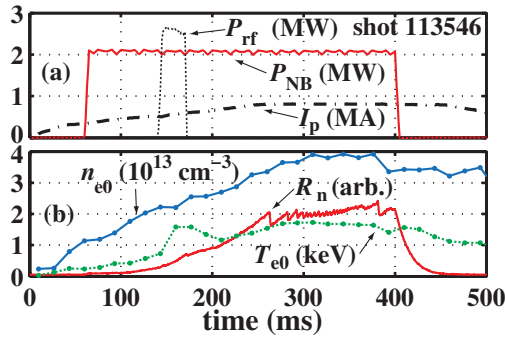 3
P_rf (MW) shot 113546
2
(a) P_NB (MW)
1
I_p (MA)
0
4
n_e0 (10^13 cm^-3)
3
(b) R_n (arb.)
2
1
T_e0 (keV)
0
0 100 200 300 400 500
time (ms)